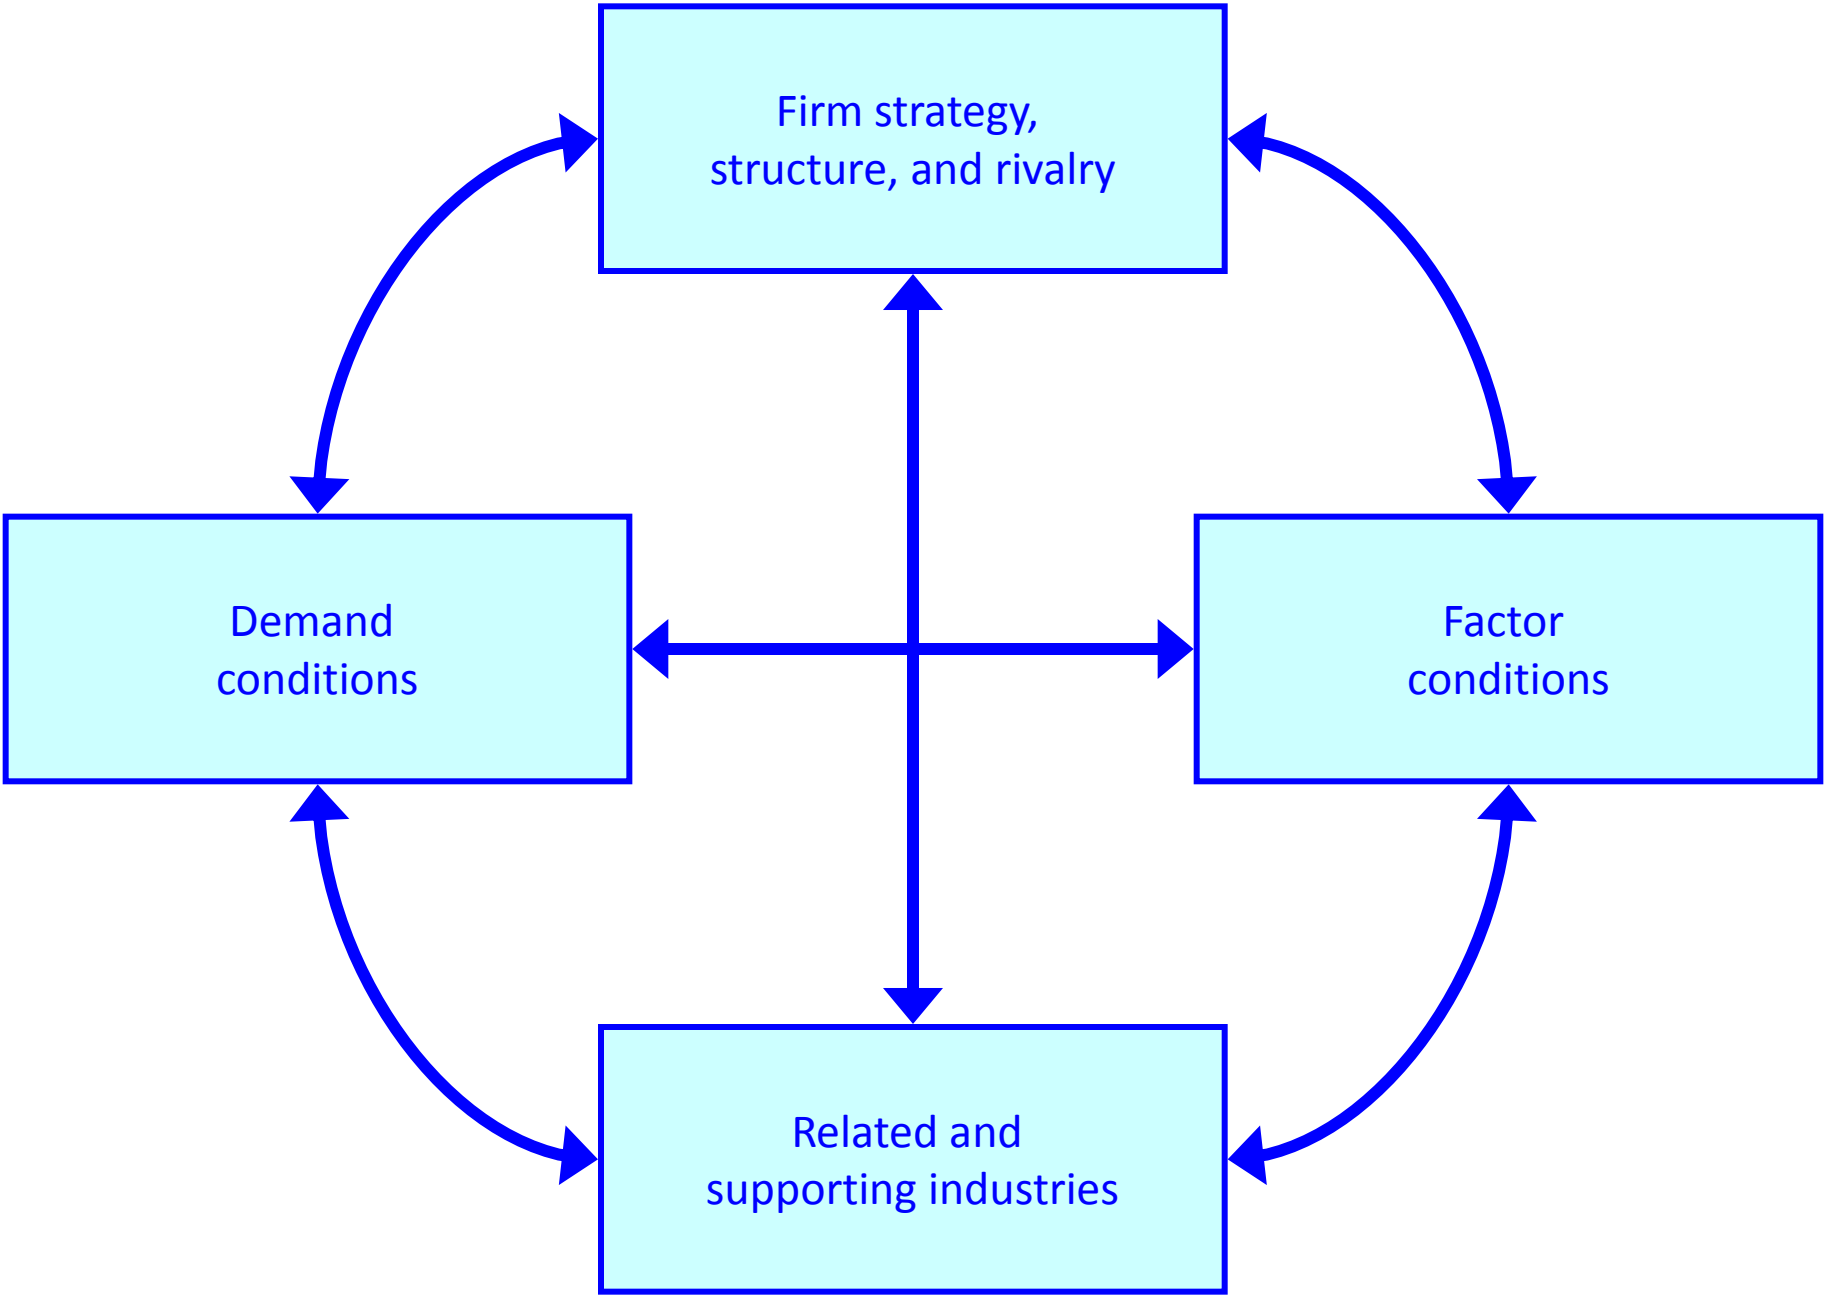 Firm strategy,
structure, and rivalry
Demand
conditions
Factor
conditions
Related and
supporting industries